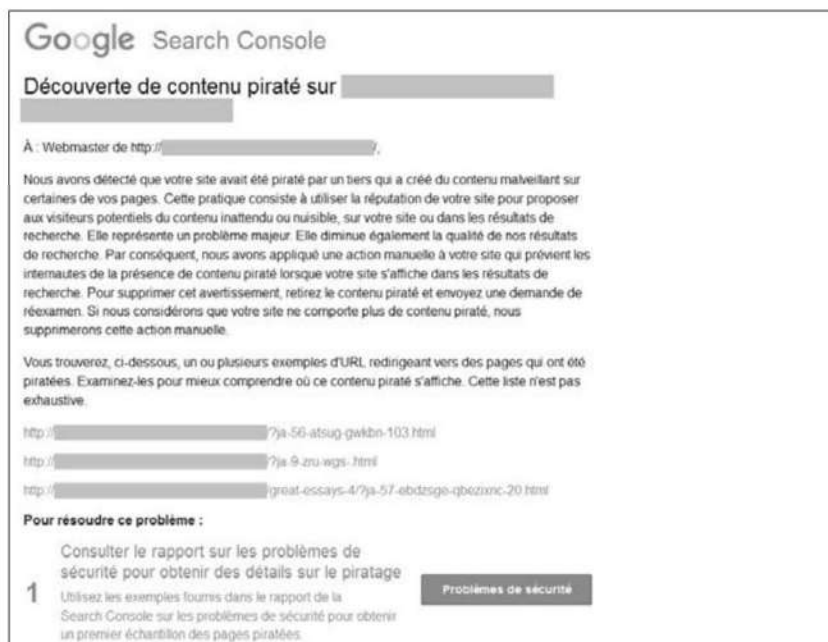 Google Search Console
Découverte de contenu piraté sur
À : Webmaster de http:// /,
Nous avons détecté que votre site avait été piraté par un tiers qui a créé du contenu malveillant sur
certaines de vos pages. Cette pratique consiste à utiliser la réputation de votre site pour proposer
aux visiteurs potentiels du contenu inattendu ou nuisible, sur votre site ou dans les résultats de
recherche. Elle représente un problème majeur. Elle diminue également la qualité de nos résultats
de recherche. Par conséquent, nous avons appliqué une action manuelle à votre site qui prévient les
internautes de la présence de contenu piraté lorsque votre site s'affiche dans les résultats de
recherche. Pour supprimer cet avertissement, retirez le contenu piraté et envoyez une demande de
réexamen. Si nous considérons que votre site ne comporte plus de contenu piraté, nous
supprimerons cette action manuelle.
Vous trouverez, ci-dessous, un ou plusieurs exemples d'URL redirigeant vers des pages qui ont été
piratées. Examinez-les pour mieux comprendre où ce contenu piraté s'affiche. Cette liste n'est pas
exhaustive.
http:// /?ja-56-atsug-gwkbn-103.html
http:// /?ja-9-zru-wgs-.html
http:// /great-essays-4/?ja-57-ebdzsge-qbezixnc-20.html
Pour résoudre ce problème :
Consulter le rapport sur les problèmes de
sécurité pour obtenir des détails sur le piratage
1
Problèmes de sécurité
Utilisez les exemples fournis dans le rapport de la
Search Console sur les problèmes de sécurité pour obtenir
un premier échantillon des pages piratées.